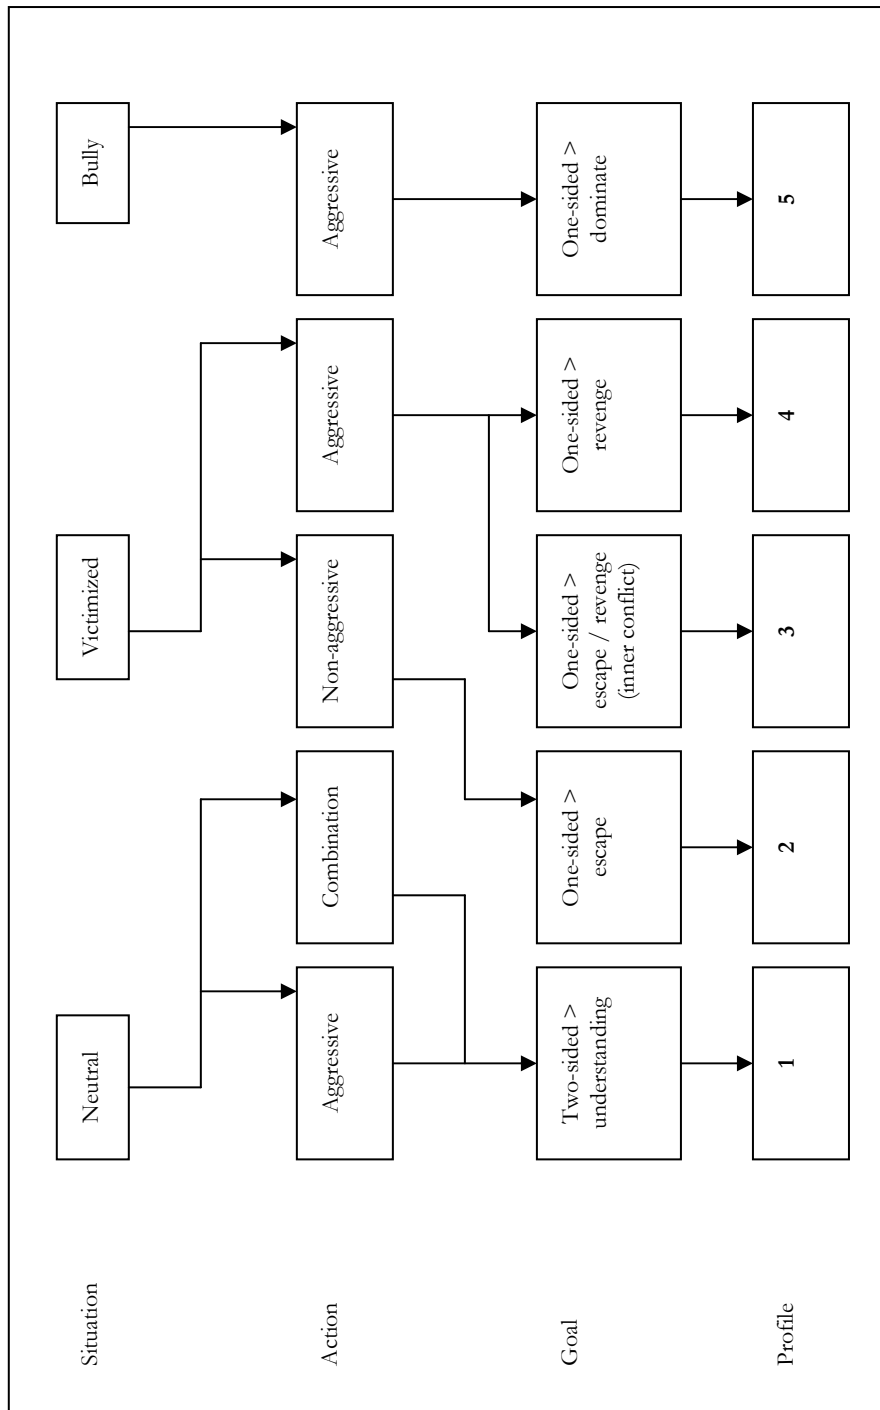 Situation
Neutral
Victimized
Bully
Action
Aggressive
Combination
Non-aggressive
Aggressive
Aggressive
Goal
Two-sided >
understanding
One-sided >
escape
One-sided >
escape / revenge
(inner conflict)
One-sided >
revenge
One-sided >
dominate
Profile
1
2
3
4
5